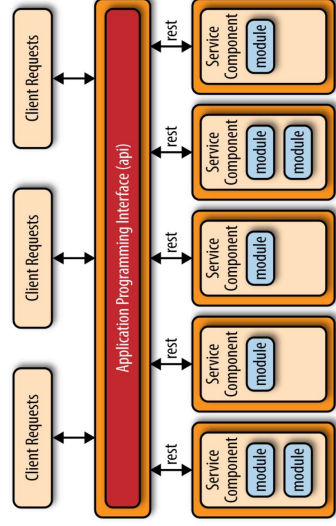 Client Requests
Client Requests
Client Requests
Application Programming Interface (api)
rest
rest
rest
rest
rest
Service
Component
module
module
Service
Component
module
Service
Component
module
Service
Component
module
module
Service
Component
module